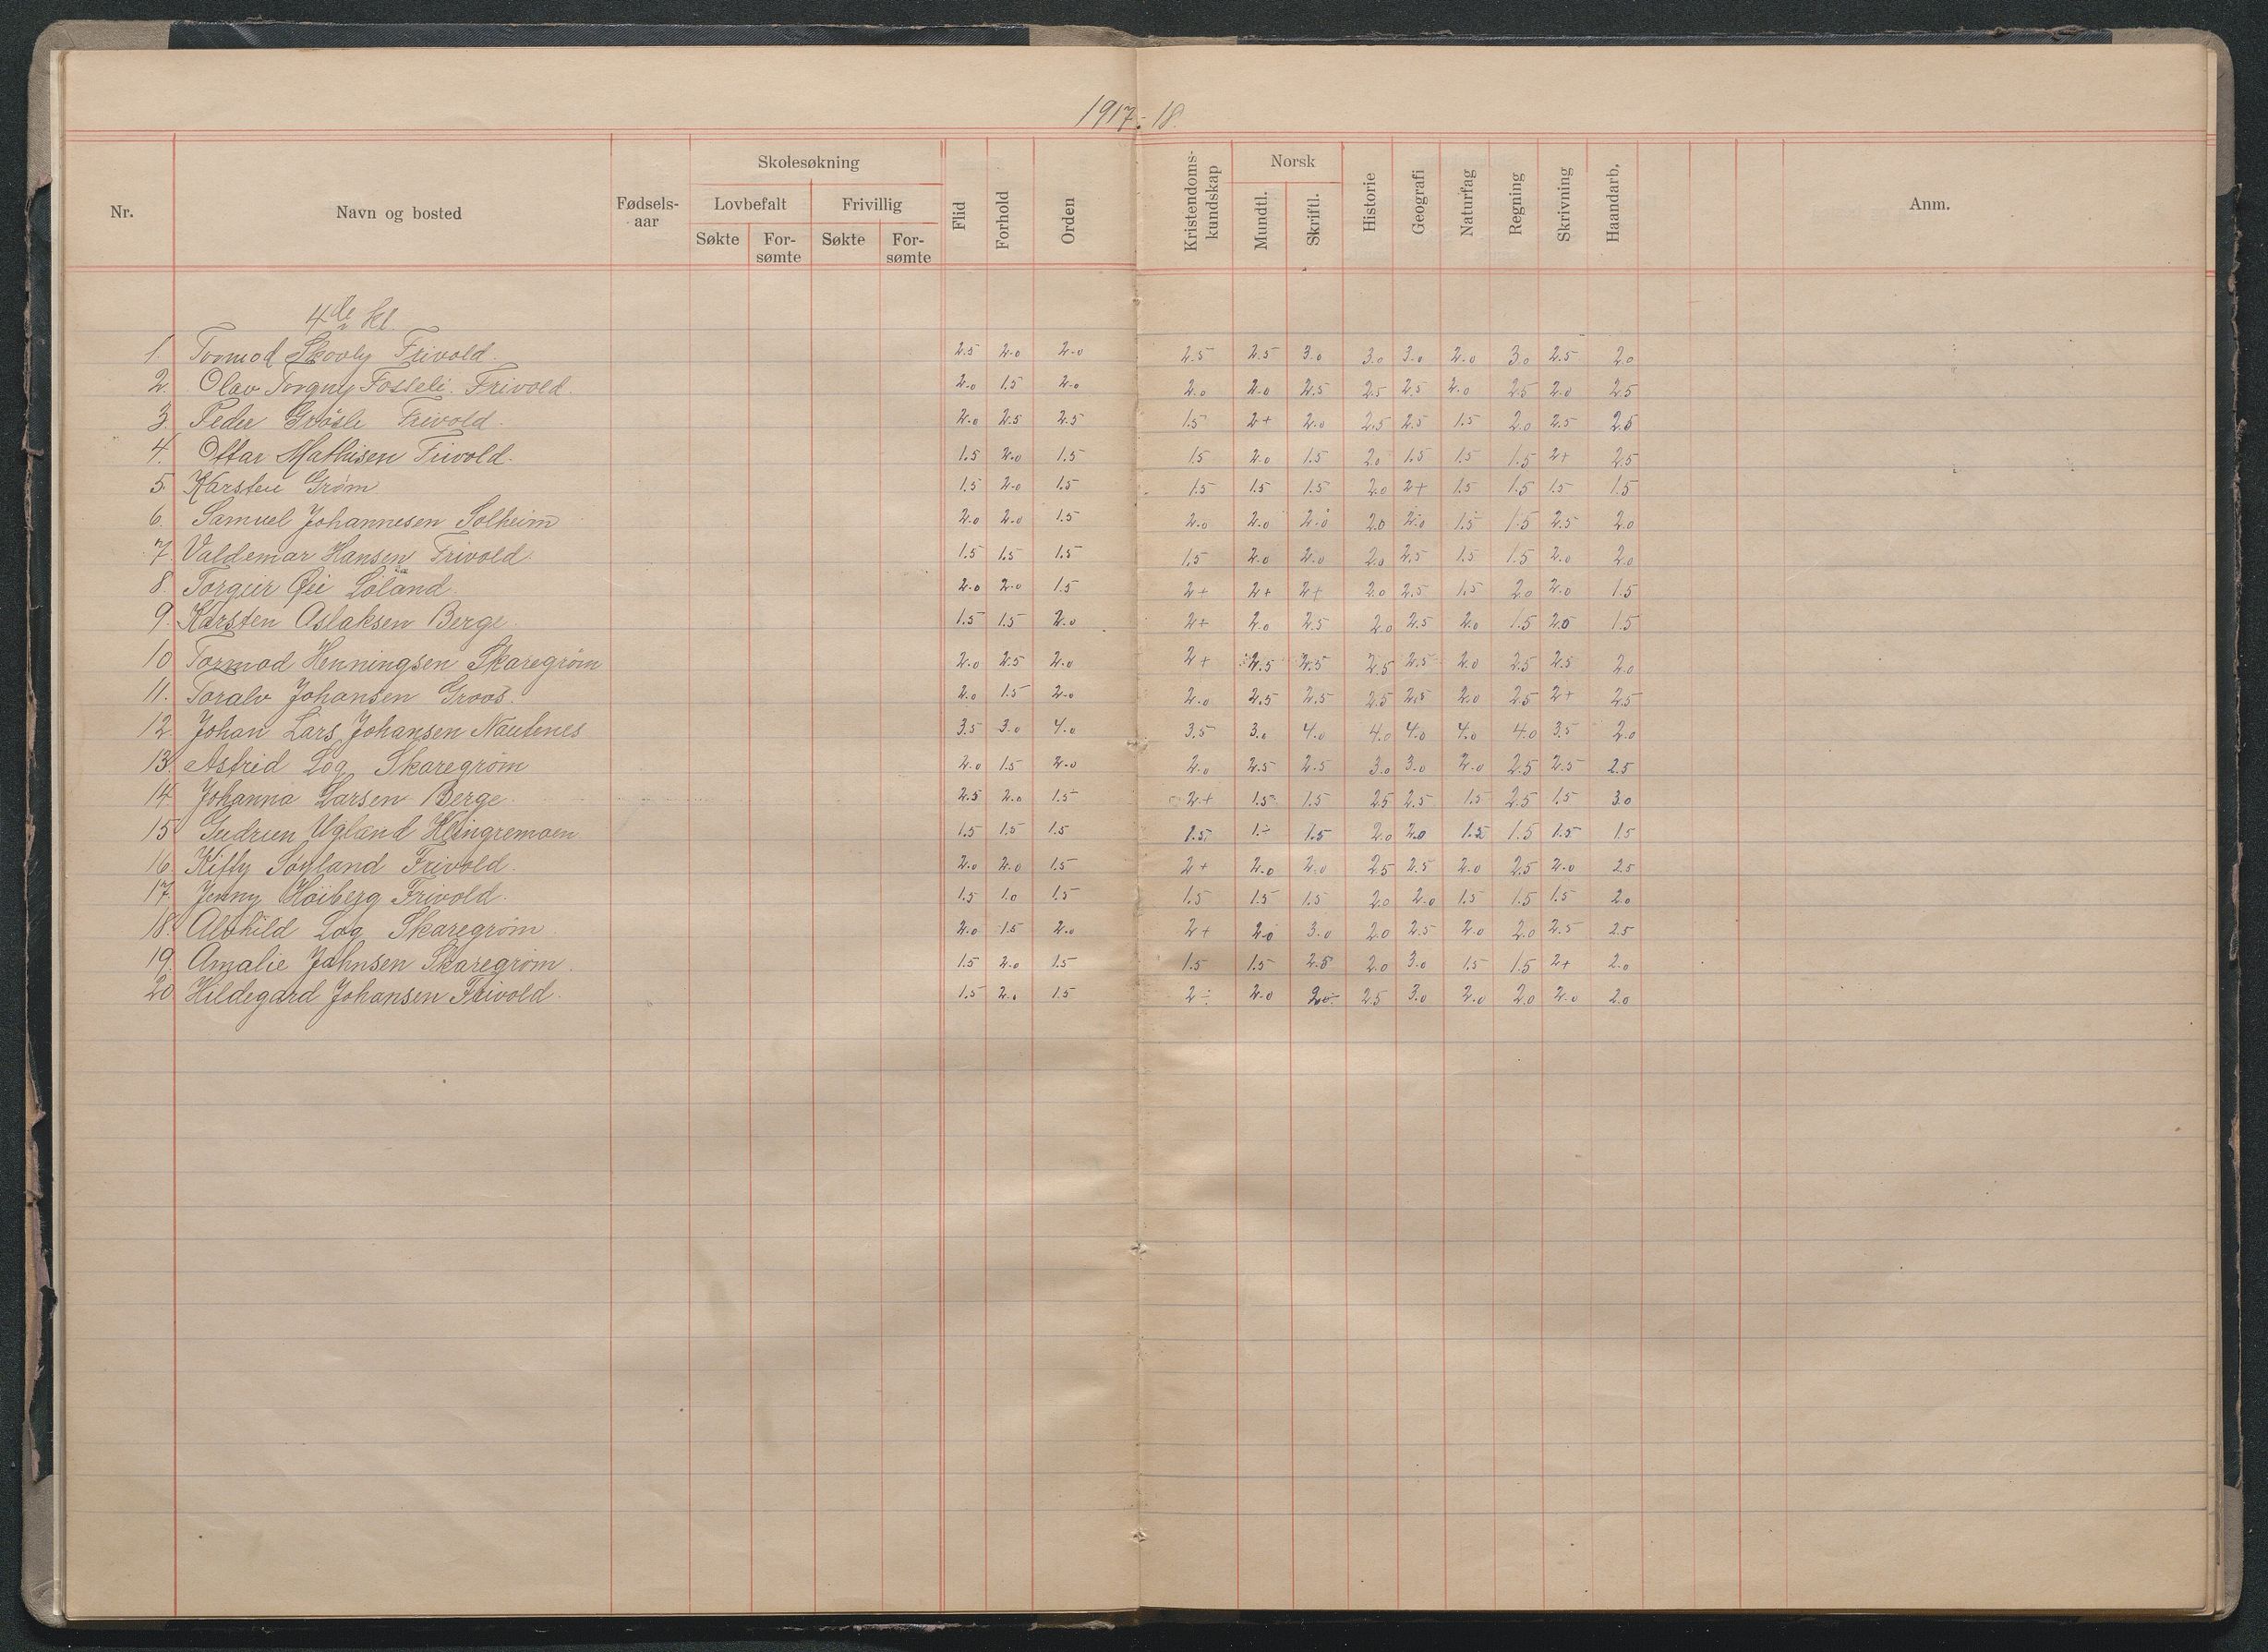 1917-18.
Nr. Navn og bosted Fødsels-aar Skolesøkning Lovbefalt Søkte For-sømte Frivillig Søkte For-sømte Flid Forhold Orden Kristendoms-kundskap Norsk Mundtl. Skriftl. Historie Geografi Naturfag Regning Skrivning Haandarb. Anm.
4de kl.
1. Tormod Skovly Frivold. 2.5 2.0 2.0 2.5 2.5 3.0 3.0 3.0 2.0 3.0 2.5 2.0
2. Olav Torgny Fosseli. Frivold. 2.0 1.5 2.0 2.0 2.0 2.5 2.5 2.5 2.0 2.5 2.0 2.5
3. Peder Grösle Frivold. 2.0 2.5 2.5 1.5 2+ 2.0 2.5 2.5 1.5 2.0 2.5 2.5
4. Ottar Mathisen Frivold. 1.5 2.0 1.5 1.5 2.0 1.5 2.0 1.5 1.5 1.5 2+ 2.5
5. Karsten Grøm 1.5 2.0 1.5 1.5 1.5 1.5 2.0 2+ 1.5 1.5 1.5 1.5
6. Samuel Johannesen Solheim 2.0 2.0 1.5 2.0 2.0 2.0 2.0 2.0 1.5 1.5 2.5 2.0
7. Valdemar Hansen Frivold. 1.5 1.5 1.5 1.5 2.0 2.0 2.0 2.5 1.5 1.5 2.0 2.0
8. Torgeir Øei Löland. 2.0 2.0 1.5 2+ 2+ 2+ 2.0 2.5 1.5 2.0 2.0 1.5
9. Karsten Aslaksen Berge. 1.5 1.5 2.0 2+ 2.0 2.5 2.0 2.5 2.0 1.5 2.0 1.5
10 Tormod Henningsen Skaregrøm 2.0 2.5 2.0 2+ 2.5 2.5 2.5 2.5 2.0 2.5 2.5 2.0
11. Toralv Johansen Groos. 2.0 1.5 2.0 2.0 2.5 2.5 2.5 2.5 2.0 2.5 2+ 2.5
12. Johan Lars Johansen Nautenes 3.5 3.0 4.0 3.5 3.0 4.0 4.0 4.0 4.0 4.0 3.5 2.0
13. Astrid Log Skaregrøm 2.0 1.5 2.0 2.0 2.5 2.5 3.0 3.0 2.0 2.5 2.5 2.5
14 Johanna Larsen Berge. 2.5 2.0 1.5 2+ 1.5 1.5 2.5 2.5 1.5 2.5 1.5 3.0
15 Gudrun Ugland Klingremoen 1.5 1.5 1.5 1.5 1÷ 1.5 2.0 2.0 1.5 1.5 1.5 1.5
16. Kitty Søyland Frivold. 2.0 2.0 1.5 2+ 2.0 2.0 2.5 2.5 2.0 2.5 2.0 2.5
17. Jenny Høiberg Frivold. 1.5 1.0 1.5 1.5 1.5 1.5 2.0 2.0 1.5 1.5 1.5 2.0
18. Alvhild Log Skaregrøm 2.0 1.5 2.0 2+ 2.0 3.0 2.0 2.5 2.0 2.0 2.5 2.5
19. Amalie Johnsen Skaregrøm. 1.5 2.0 1.5 1.5 1.5 2.5 2.0 3.0 1.5 1.5 2+ 2.0
20 Hildegard Johansen Frivold. 1.5 2.0 1.5 2÷ 2.0 2.0 2.5 3.0 2.0 2.0 2.0 2.0